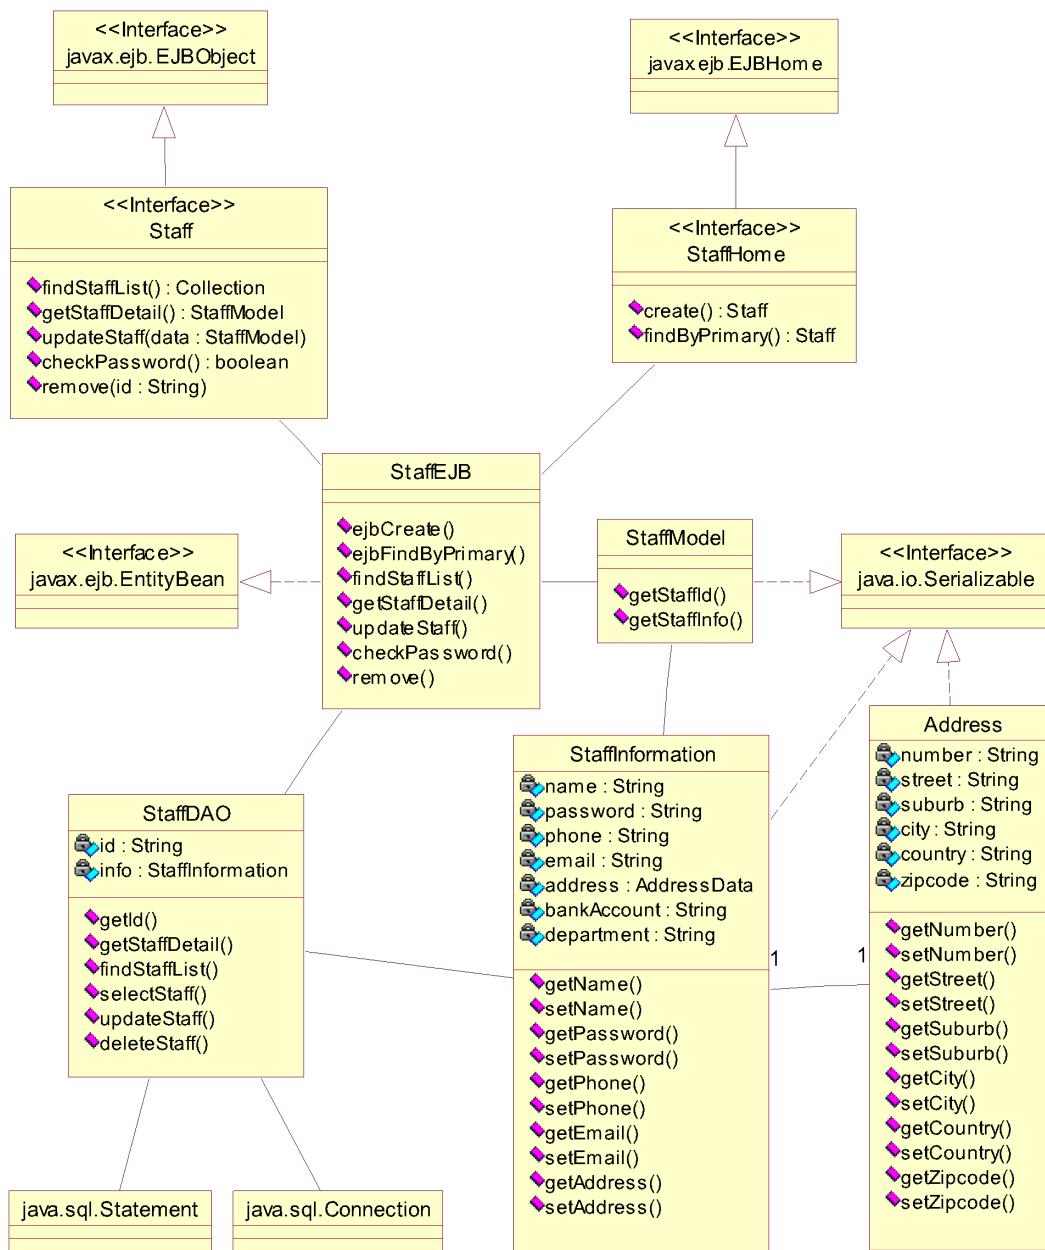 <<Interface>>
javax.ejb.EJBObject
<<Interface>>
javax.ejb.EJBHome
<<Interface>>
Staff
findStaffList() : Collection
getStaffDetail() : StaffModel
updateStaff(data : StaffModel)
checkPassword() : boolean
remove(id : String)
<<Interface>>
StaffHome
create() : Staff
findByPrimary() : Staff
StaffEJB
ejbCreate()
ejbFindByPrimary()
findStaffList()
getStaffDetail()
updateStaff()
checkPassword()
remove()
<<Interface>>
javax.ejb.EntityBean
StaffModel
getStaffId()
getStaffInfo()
<<Interface>>
java.io.Serializable
StaffDAO
id : String
info : StaffInformation
getId()
getStaffDetail()
findStaffList()
selectStaff()
updateStaff()
deleteStaff()
StaffInformation
name : String
password : String
phone : String
email : String
address : AddressData
bankAccount : String
department : String
getName()
setName()
getPassword()
setPassword()
getPhone()
setPhone()
getEmail()
setEmail()
getAddress()
setAddress()
1
1
Address
number : String
street : String
suburb : String
city : String
country : String
zipcode : String
getNumber()
setNumber()
getStreet()
setStreet()
getSuburb()
setSuburb()
getCity()
setCity()
getCountry()
setCountry()
getZipcode()
setZipcode()
java.sql.Statement
java.sql.Connection